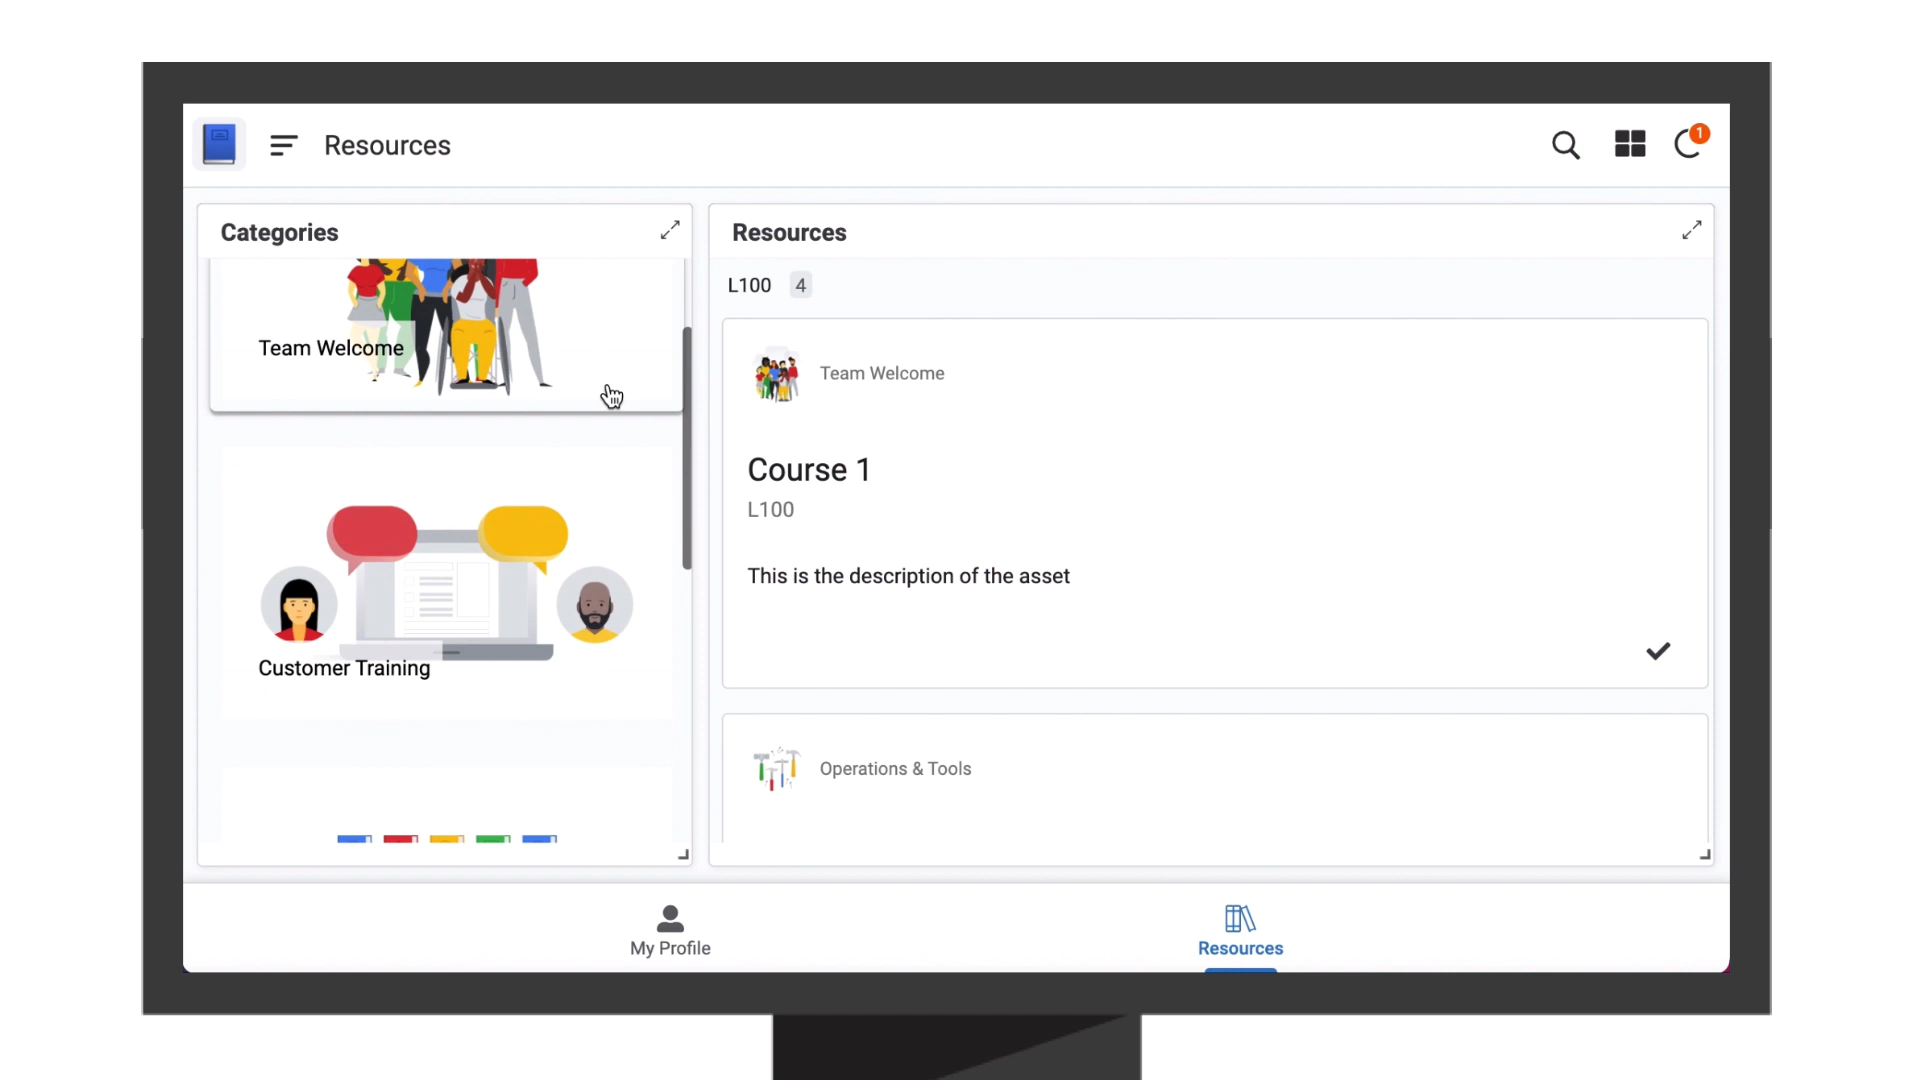 Resources
1
Categories
Team Welcome
Customer Training
Resources
L100 4
Team Welcome
Course 1
L100
This is the description of the asset
Operations & Tools
My Profile
Resources